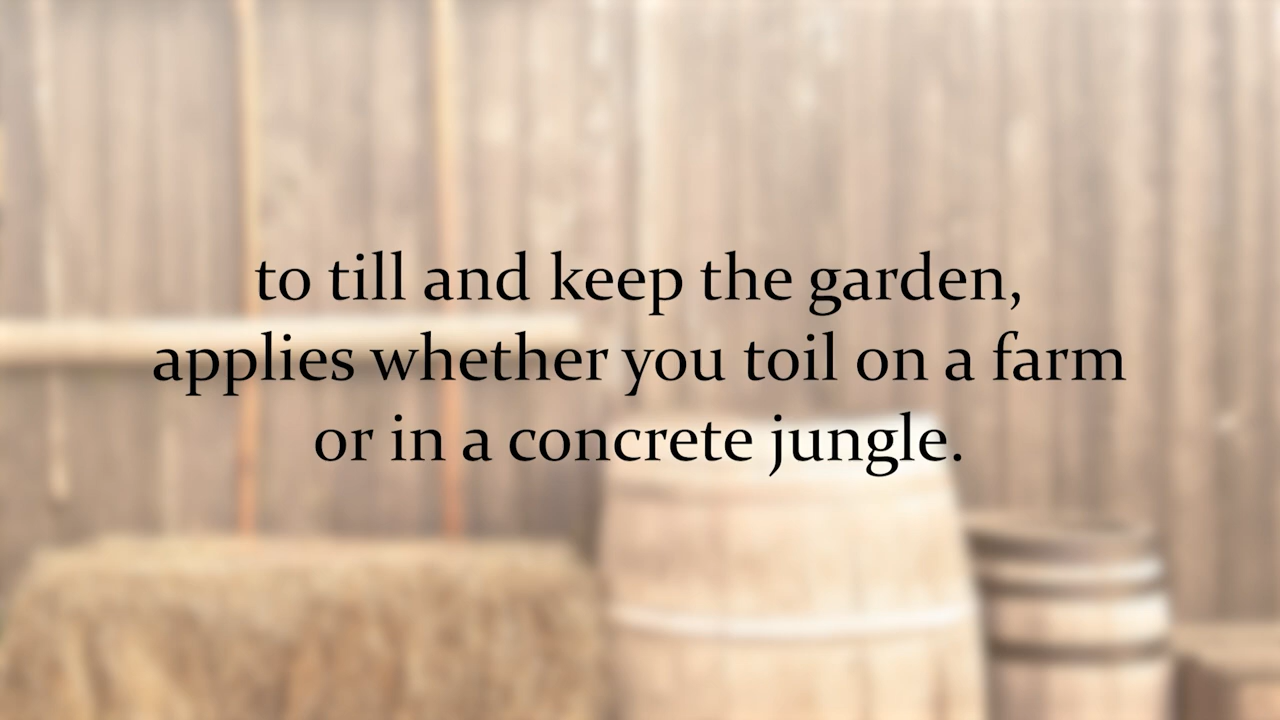 to till and keep the garden,
applies whether you toil on a farm
or in a concrete jungle.